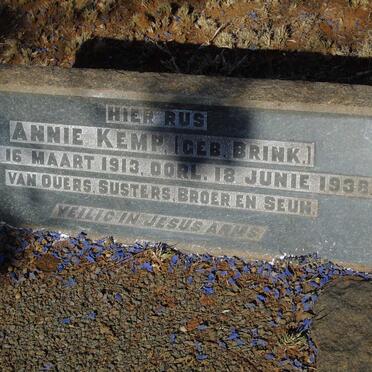 HIER RUS
ANNIE KEMP, [GEB. BRINK.]
16 MAART 1913, OORL. 18 JUNIE 1938.
VAN OUERS, SUSTERS, BROER EN SEUN.
VEILIG IN JESUS ARMS